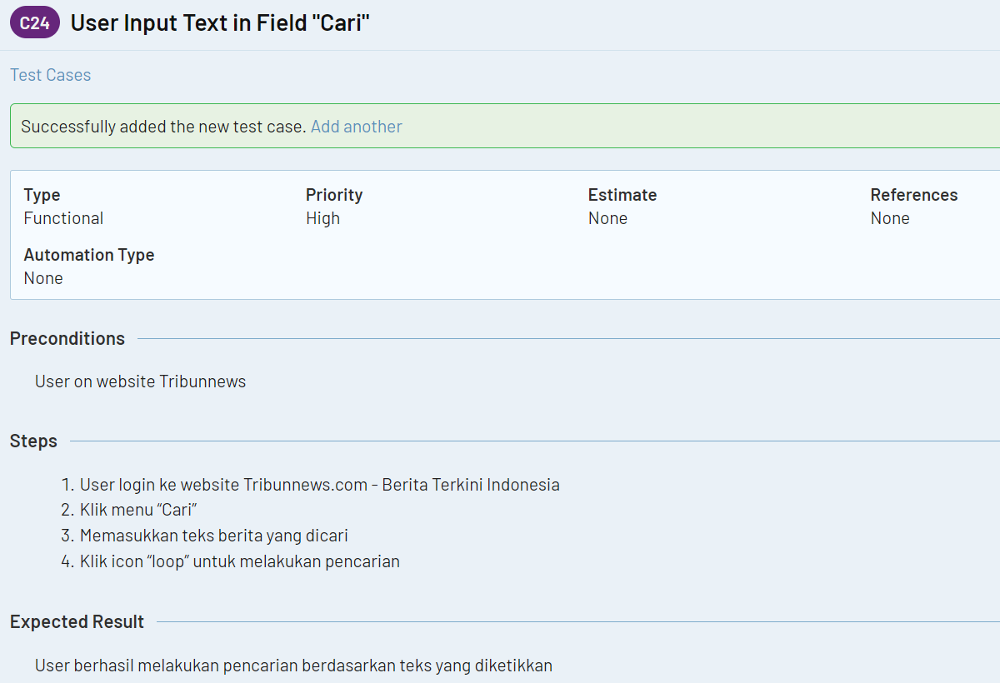 C24 User Input Text in Field "Cari"
Test Cases
Successfully added the new test case. Add another
Type Priority Estimate References
Functional High None None
Automation Type
None
Preconditions
User on website Tribunnews
Steps
1. User login ke website Tribunnews.com - Berita Terkini Indonesia
2. Klik menu “Cari”
3. Memasukkan teks berita yang dicari
4. Klik icon “loop” untuk melakukan pencarian
Expected Result
User berhasil melakukan pencarian berdasarkan teks yang diketikkan